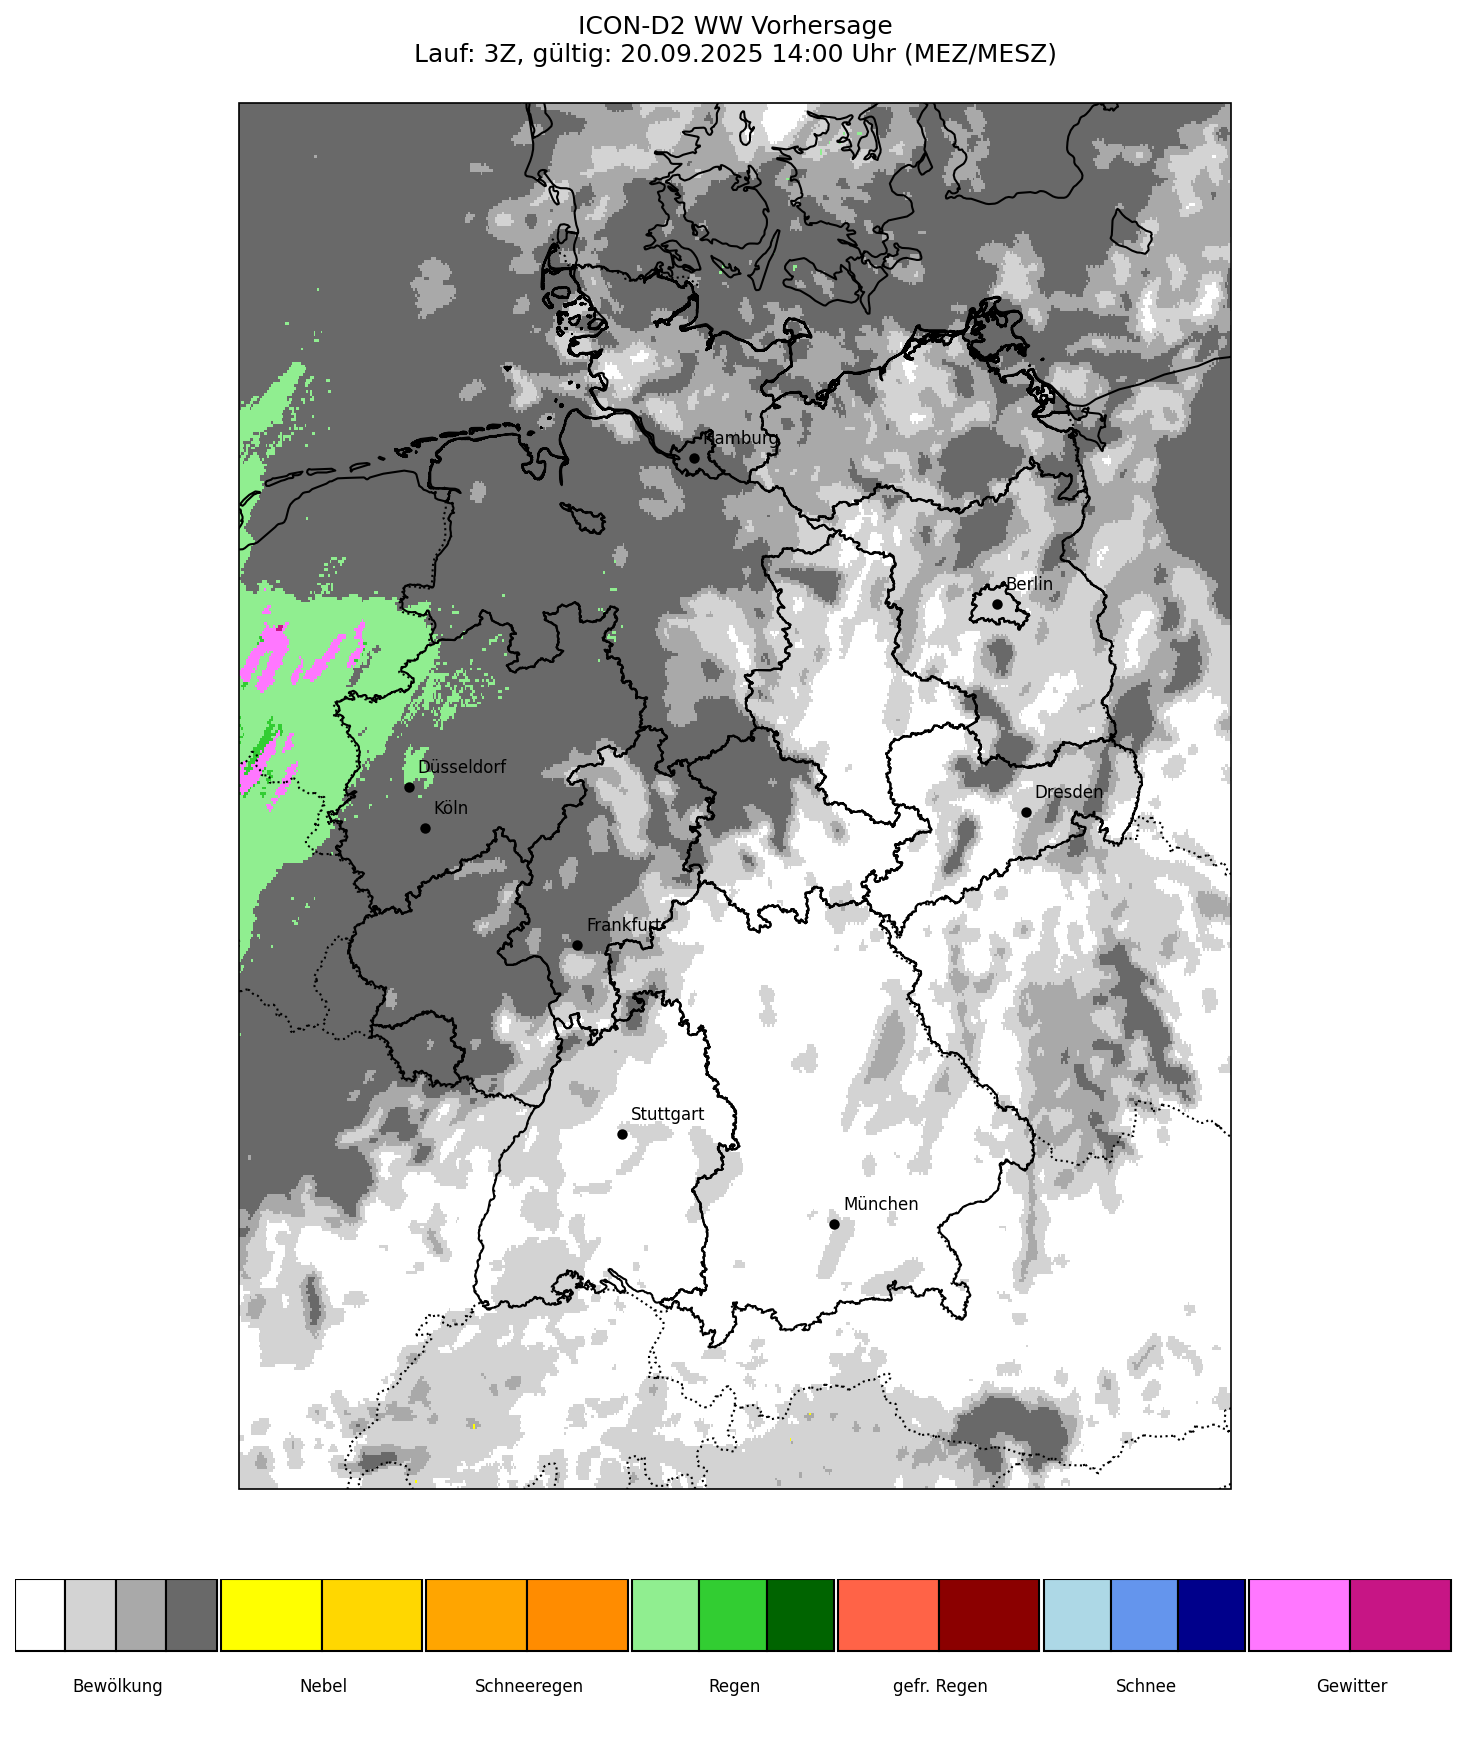 ICON-D2 WW Vorhersage
Lauf: 3Z, gültig: 20.09.2025 14:00 Uhr (MEZ/MESZ)
Hamburg
Berlin
Düsseldorf
Köln
Dresden
Frankfurt
Stuttgart
München
Bewölkung
Nebel
Schneeregen
Regen
gefr. Regen
Schnee
Gewitter